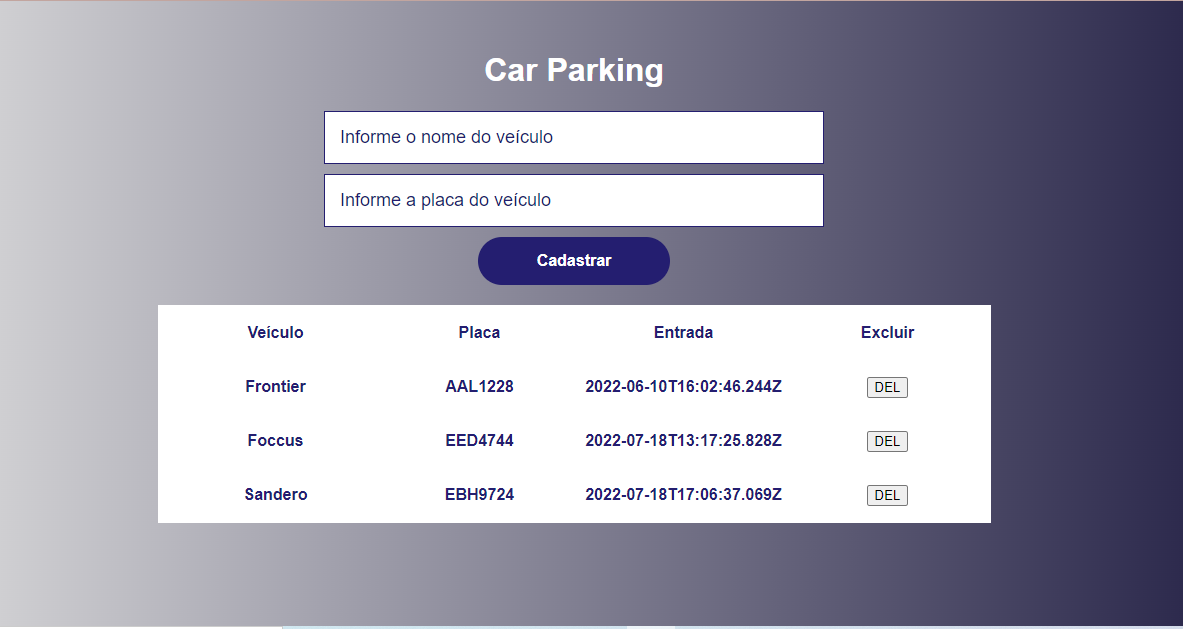 Car Parking
Informe o nome do veículo
Informe a placa do veículo
Cadastrar
Veículo Placa Entrada Excluir
Frontier AAL1228 2022-06-10T16:02:46.244Z DEL
Foccus EED4744 2022-07-18T13:17:25.828Z DEL
Sandero EBH9724 2022-07-18T17:06:37.069Z DEL